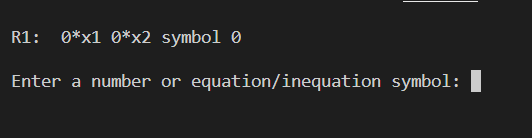 R1:  0*x1 0*x2 symbol 0
Enter a number or equation/inequation symbol: